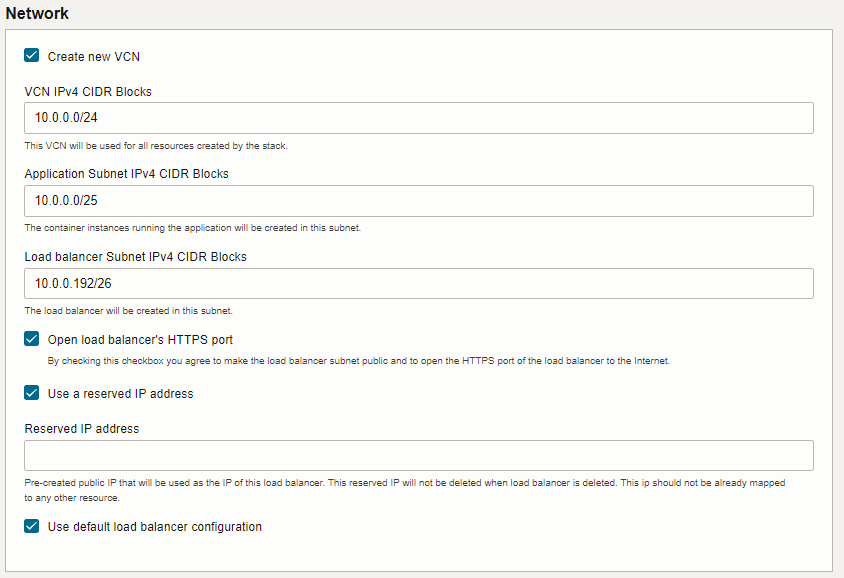 Network
Create new VCN
VCN IPv4 CIDR Blocks
10.0.0.0/24
This VCN will be used for all resources created by the stack.
Application Subnet IPv4 CIDR Blocks
10.0.0.0/25
The container instances running the application will be created in this subnet.
Load balancer Subnet IPv4 CIDR Blocks
10.0.0.192/26
The load balancer will be created in this subnet.
Open load balancer's HTTPS port
By checking this checkbox you agree to make the load balancer subnet public and to open the HTTPS port of the load balancer to the Internet.
Use a reserved IP address
Reserved IP address
Pre-created public IP that will be used as the IP of this load balancer. This reserved IP will not be deleted when load balancer is deleted. This ip should not be already mapped
to any other resource.
Use default load balancer configuration